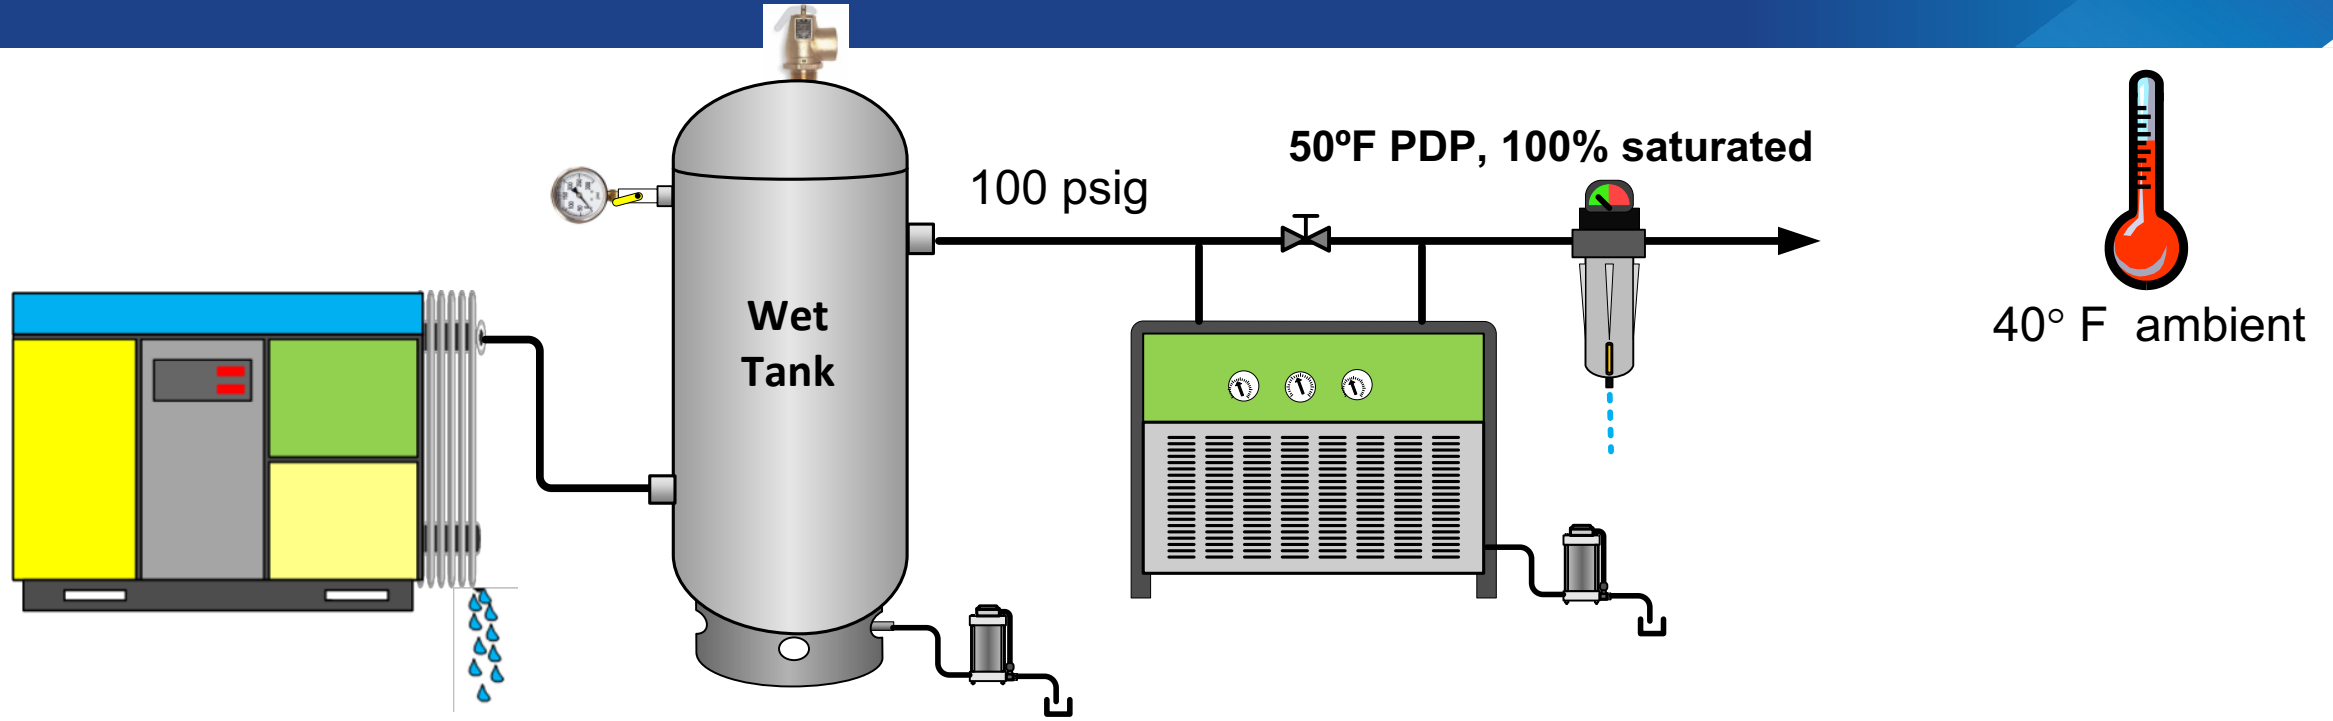 50ºF PDP, 100% saturated
100 psig
Wet
Tank
40° F ambient